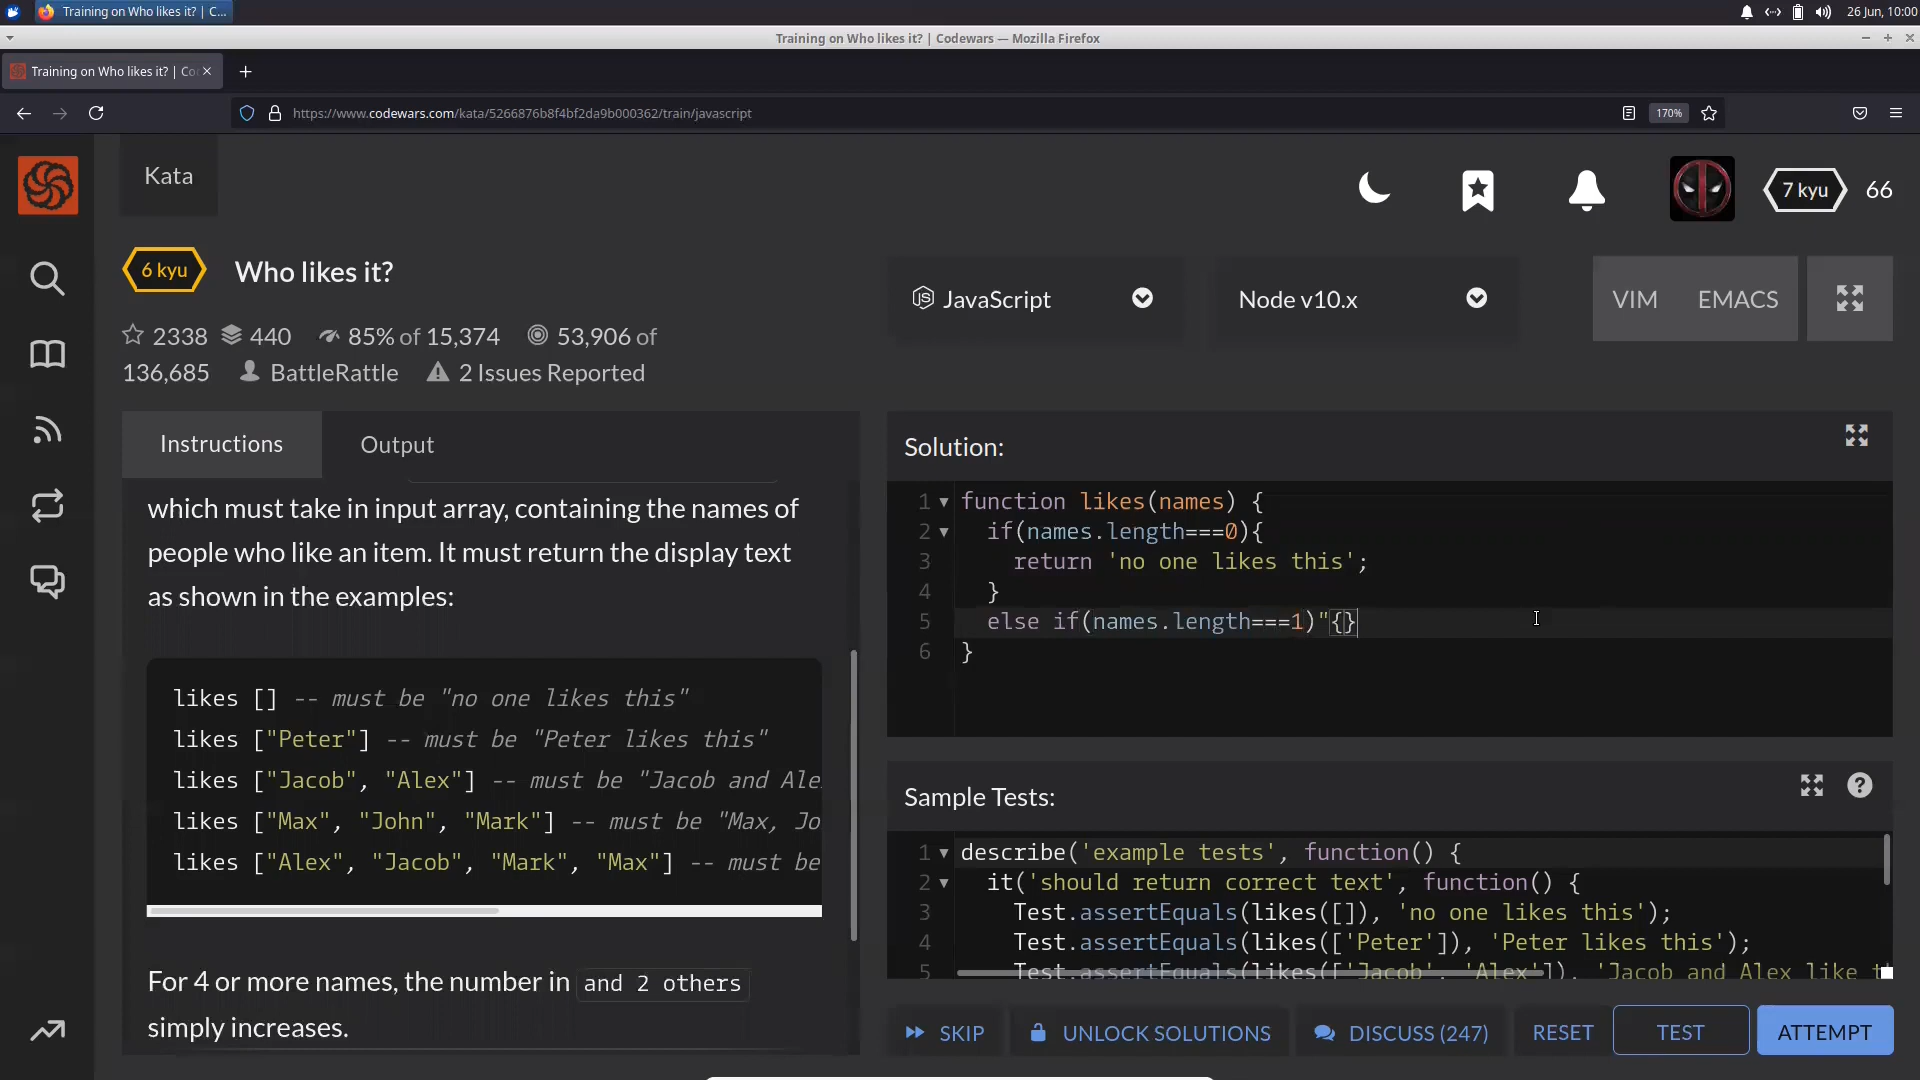 Training on Who likes it? | C...
26 Jun, 10:00
Training on Who likes it? | Codewars — Mozilla Firefox
Training on Who likes it? | Co
https://www.codewars.com/kata/5266876b8f4bf2da9b000362/train/javascript
170%
Kata
7 kyu
66
6 kyu
Who likes it?
2338 440 85% of 15,374 53,906 of
136,685 BattleRattle 2 Issues Reported
JavaScript
Node v10.x
VIM
EMACS
Instructions
Output
which must take in input array, containing the names of
people who like an item. It must return the display text
as shown in the examples:
likes [] -- must be "no one likes this"
likes ["Peter"] -- must be "Peter likes this"
likes ["Jacob", "Alex"] -- must be "Jacob and Ale
likes ["Max", "John", "Mark"] -- must be "Max, Jo
likes ["Alex", "Jacob", "Mark", "Max"] -- must be
For 4 or more names, the number in and 2 others
simply increases.
Solution:
1 function likes(names) {
2 if(names.length===0){
3 return 'no one likes this';
4 }
5 else if(names.length===1)"{}
6 }
Sample Tests:
1 describe('example tests', function() {
2 it('should return correct text', function() {
3 Test.assertEquals(likes([]), 'no one likes this');
4 Test.assertEquals(likes(['Peter']), 'Peter likes this');
5 Test.assertEquals(likes(['Jacob', 'Alex']), 'Jacob and Alex like t
SKIP
UNLOCK SOLUTIONS
DISCUSS (247)
RESET
TEST
ATTEMPT